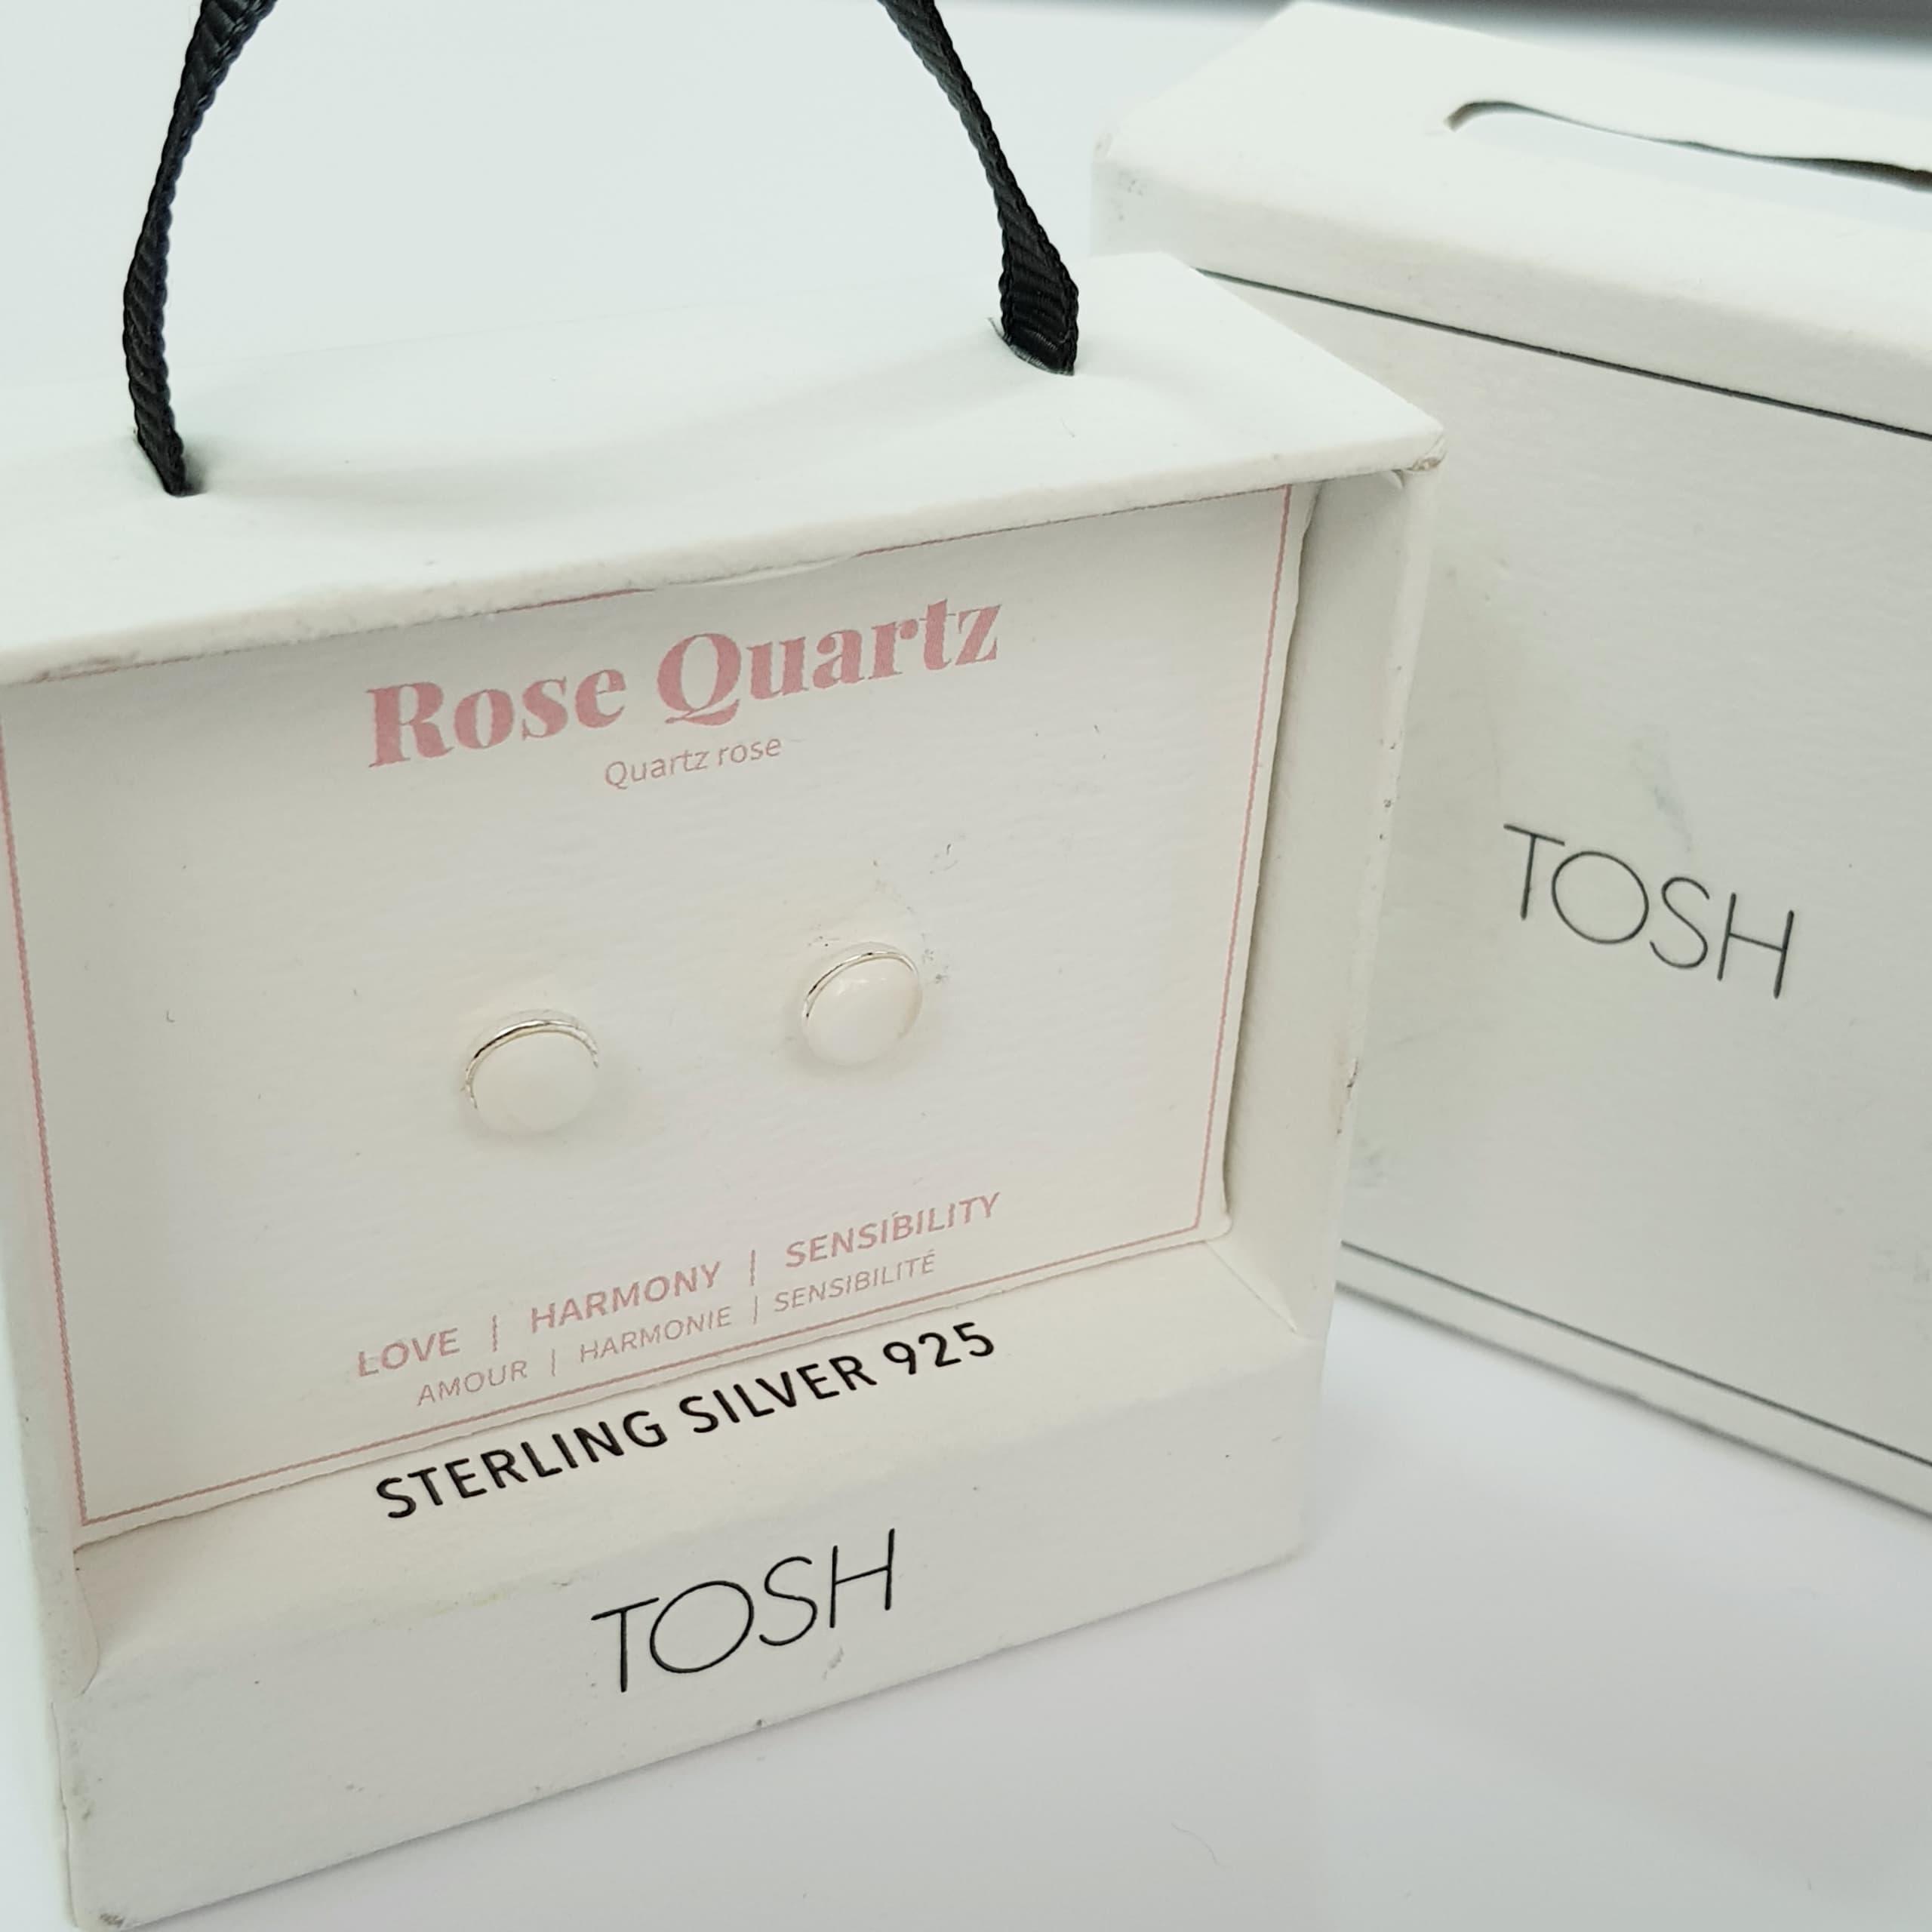 Rose Quartz
Quartz rose
LOVE | HARMONY | SENSIBILITY
AMOUR | HARMONIE | SENSIBILITÉ
STERLING SILVER 925
TOSH
TOSH